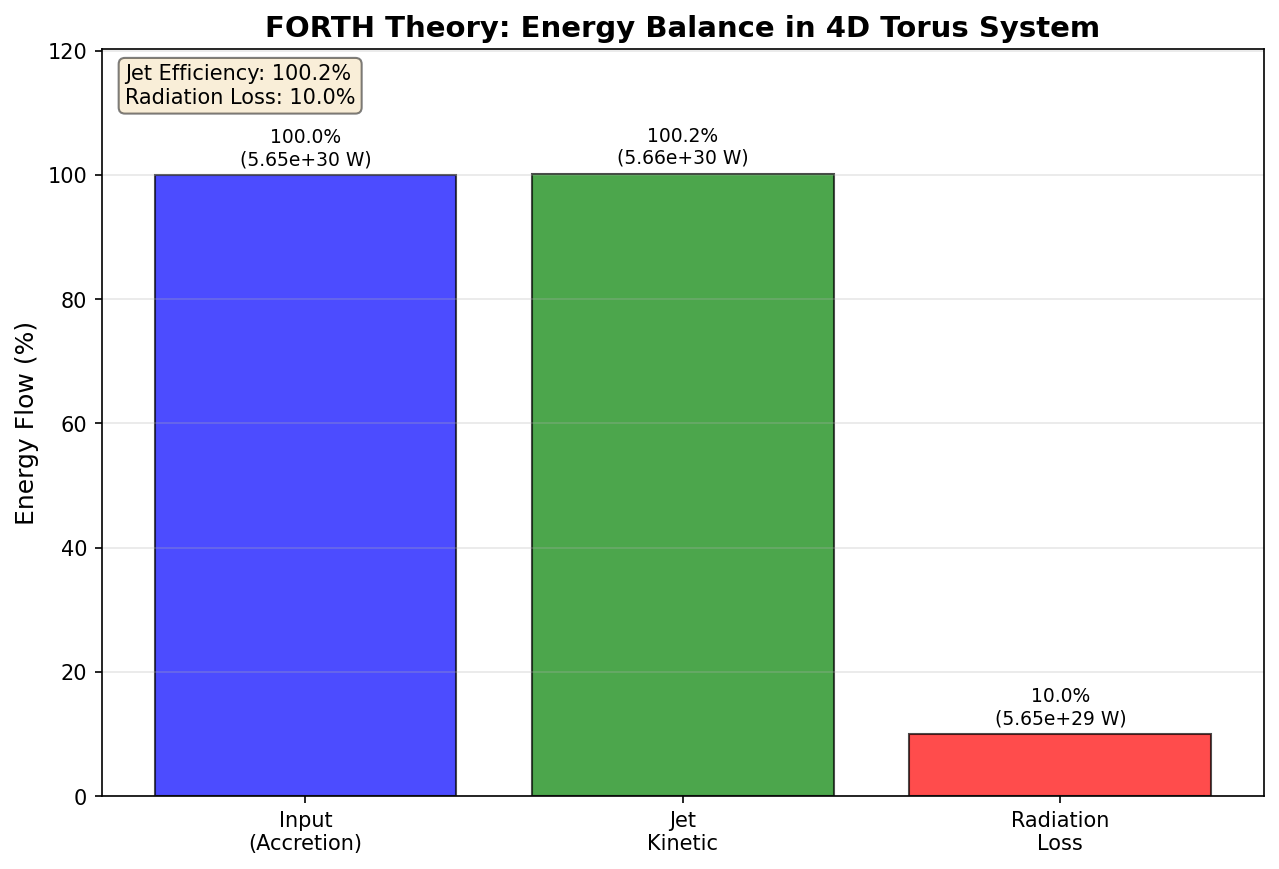 FORTH Theory: Energy Balance in 4D Torus System
120
Jet Efficiency: 100.2%
Radiation Loss: 10.0%
100.0%
(5.65e+30 W)
100.2%
(5.66e+30 W)
100
80
60
40
20
0
Energy Flow (%)
10.0%
(5.65e+29 W)
Input
(Accretion)
Jet
Kinetic
Radiation
Loss